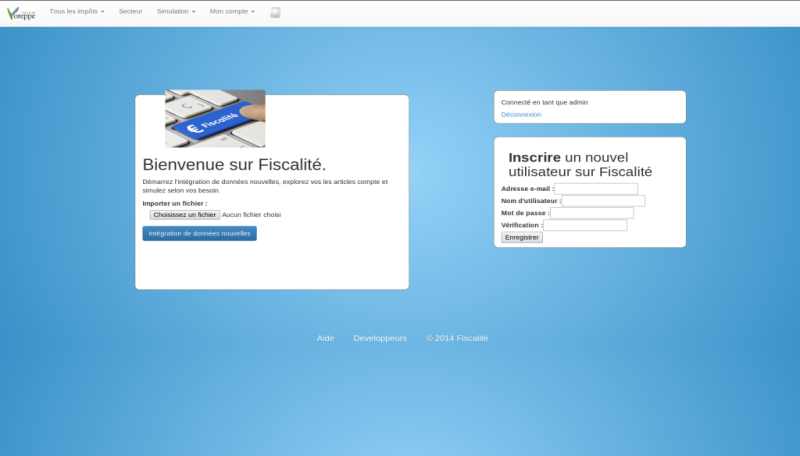 Voreppe
Tous les impôts
Secteur
Simulation
Mon compte
€ Fiscalité
Bienvenue sur Fiscalité.
Démarrez l'intégration de données nouvelles, explorez vos les articles compte et
simulez selon vos besoin.
Importer un fichier :
Choisissez un fichier Aucun fichier choisi
Intégration de données nouvelles
Connecté en tant que admin
Déconnexion
Inscrire un nouvel
utilisateur sur Fiscalité
Adresse e-mail :
Nom d'utilisateur :
Mot de passe :
Vérification :
Enregistrer
Aide
Développeurs
© 2014 Fiscalité